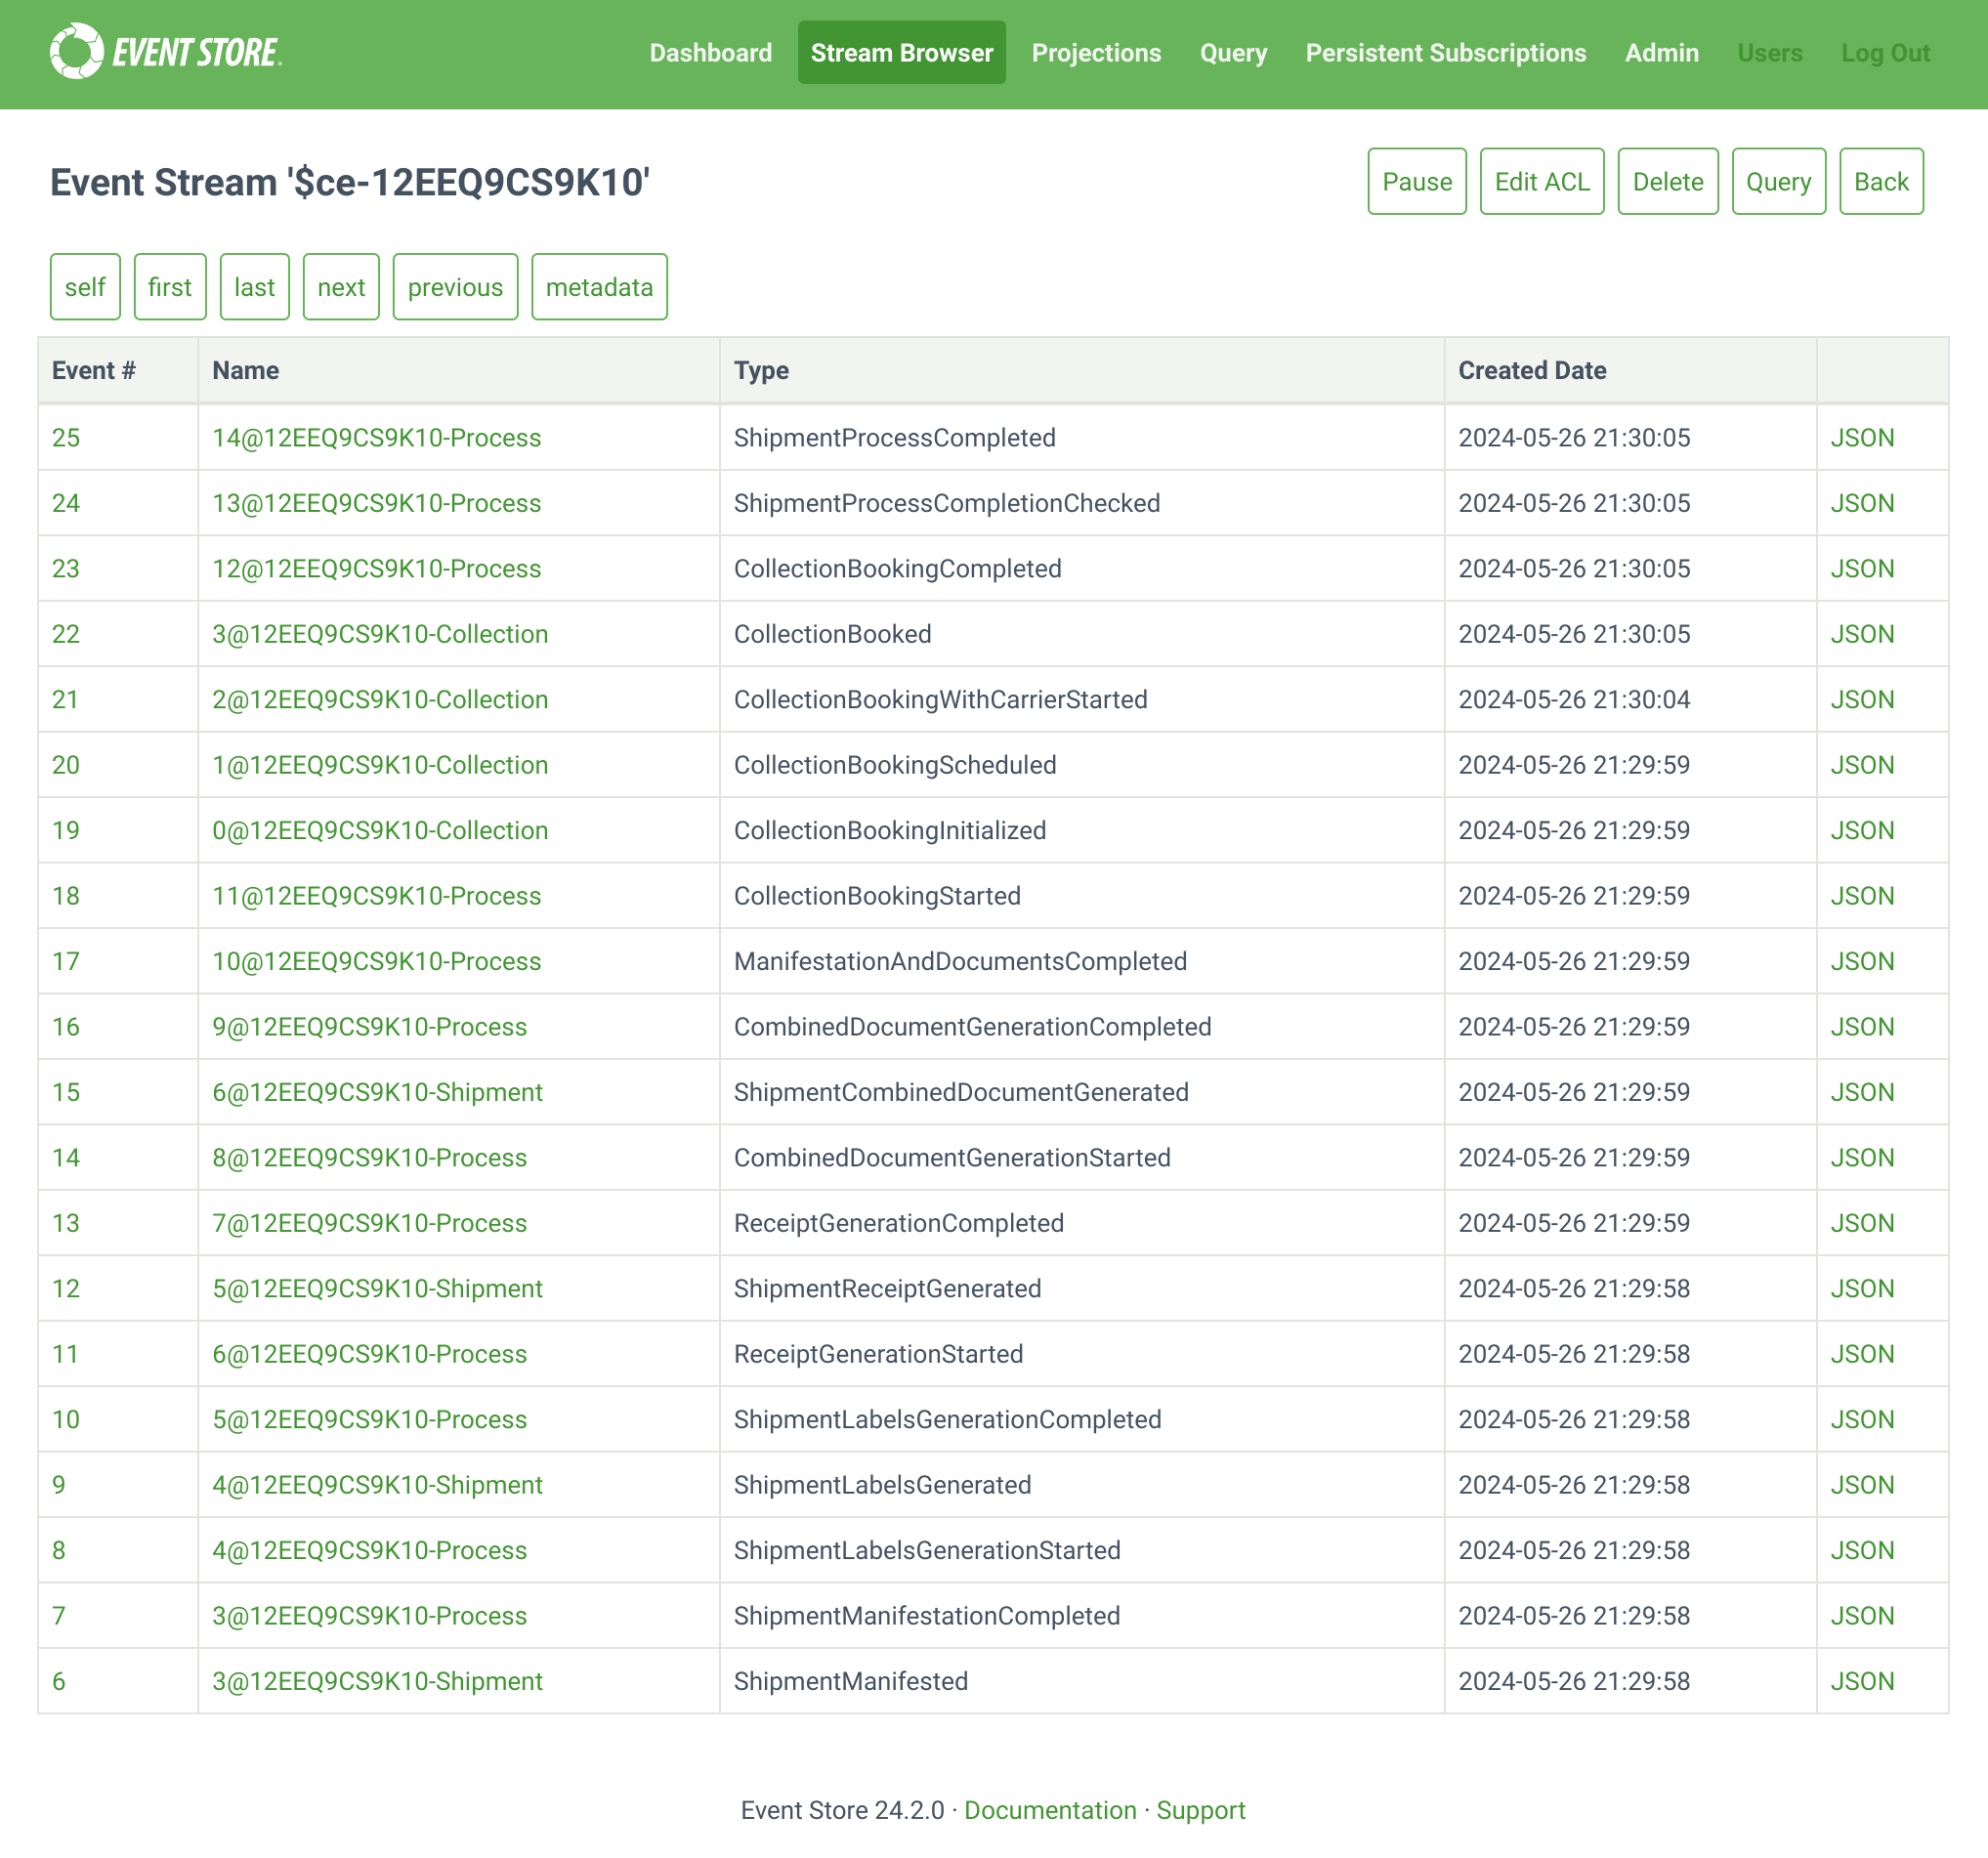 EVENT STORE.
Dashboard Stream Browser Projections Query Persistent Subscriptions Admin Users Log Out
Event Stream '$ce-12EEQ9CS9K10'
Pause Edit ACL Delete Query Back
self first last next previous metadata
Event # Name Type Created Date
25 14@12EEQ9CS9K10-Process ShipmentProcessCompleted 2024-05-26 21:30:05 JSON
24 13@12EEQ9CS9K10-Process ShipmentProcessCompletionChecked 2024-05-26 21:30:05 JSON
23 12@12EEQ9CS9K10-Process CollectionBookingCompleted 2024-05-26 21:30:05 JSON
22 3@12EEQ9CS9K10-Collection CollectionBooked 2024-05-26 21:30:05 JSON
21 2@12EEQ9CS9K10-Collection CollectionBookingWithCarrierStarted 2024-05-26 21:30:04 JSON
20 1@12EEQ9CS9K10-Collection CollectionBookingScheduled 2024-05-26 21:29:59 JSON
19 0@12EEQ9CS9K10-Collection CollectionBookingInitialized 2024-05-26 21:29:59 JSON
18 11@12EEQ9CS9K10-Process CollectionBookingStarted 2024-05-26 21:29:59 JSON
17 10@12EEQ9CS9K10-Process ManifestationAndDocumentsCompleted 2024-05-26 21:29:59 JSON
16 9@12EEQ9CS9K10-Process CombinedDocumentGenerationCompleted 2024-05-26 21:29:59 JSON
15 6@12EEQ9CS9K10-Shipment ShipmentCombinedDocumentGenerated 2024-05-26 21:29:59 JSON
14 8@12EEQ9CS9K10-Process CombinedDocumentGenerationStarted 2024-05-26 21:29:59 JSON
13 7@12EEQ9CS9K10-Process ReceiptGenerationCompleted 2024-05-26 21:29:59 JSON
12 5@12EEQ9CS9K10-Shipment ShipmentReceiptGenerated 2024-05-26 21:29:58 JSON
11 6@12EEQ9CS9K10-Process ReceiptGenerationStarted 2024-05-26 21:29:58 JSON
10 5@12EEQ9CS9K10-Process ShipmentLabelsGenerationCompleted 2024-05-26 21:29:58 JSON
9 4@12EEQ9CS9K10-Shipment ShipmentLabelsGenerated 2024-05-26 21:29:58 JSON
8 4@12EEQ9CS9K10-Process ShipmentLabelsGenerationStarted 2024-05-26 21:29:58 JSON
7 3@12EEQ9CS9K10-Process ShipmentManifestationCompleted 2024-05-26 21:29:58 JSON
6 3@12EEQ9CS9K10-Shipment ShipmentManifested 2024-05-26 21:29:58 JSON
Event Store 24.2.0 · Documentation · Support